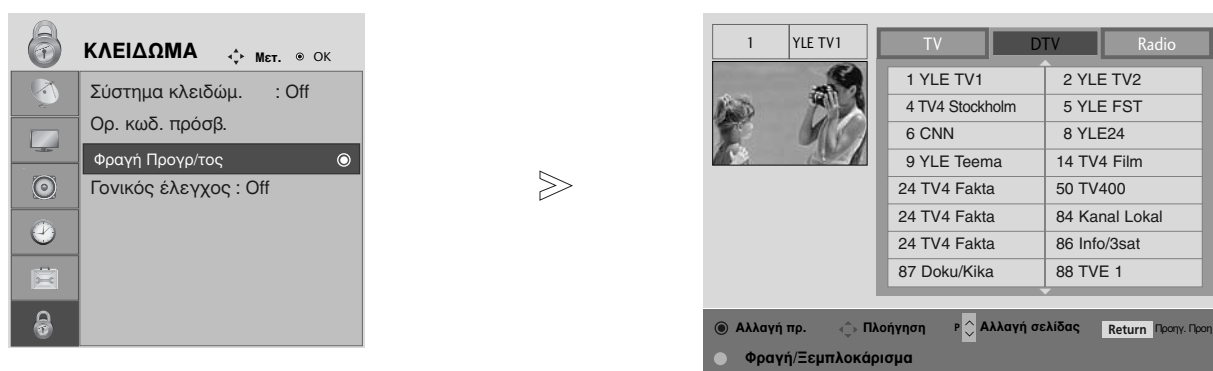 ΚΛΕΙΔΩΜΑ Μετ. OK
Σύστημα κλειδώμ. : Off
Ορ. κωδ. πρόσβ.
Φραγή Προγρ/τος
Γονικός έλεγχος : Off
1 YLE TV1
TV DTV Radio
1 YLE TV1 2 YLE TV2
4 TV4 Stockholm 5 YLE FST
6 CNN 8 YLE24
9 YLE Teema 14 TV4 Film
24 TV4 Fakta 50 TV400
24 TV4 Fakta 84 Kanal Lokal
24 TV4 Fakta 86 Info/3sat
87 Doku/Kika 88 TVE 1
Αλλαγή πρ. Πλοήγηση P Αλλαγή σελίδας Return Προηγ. Προη
Φραγή/Ξεμπλοκάρισμα